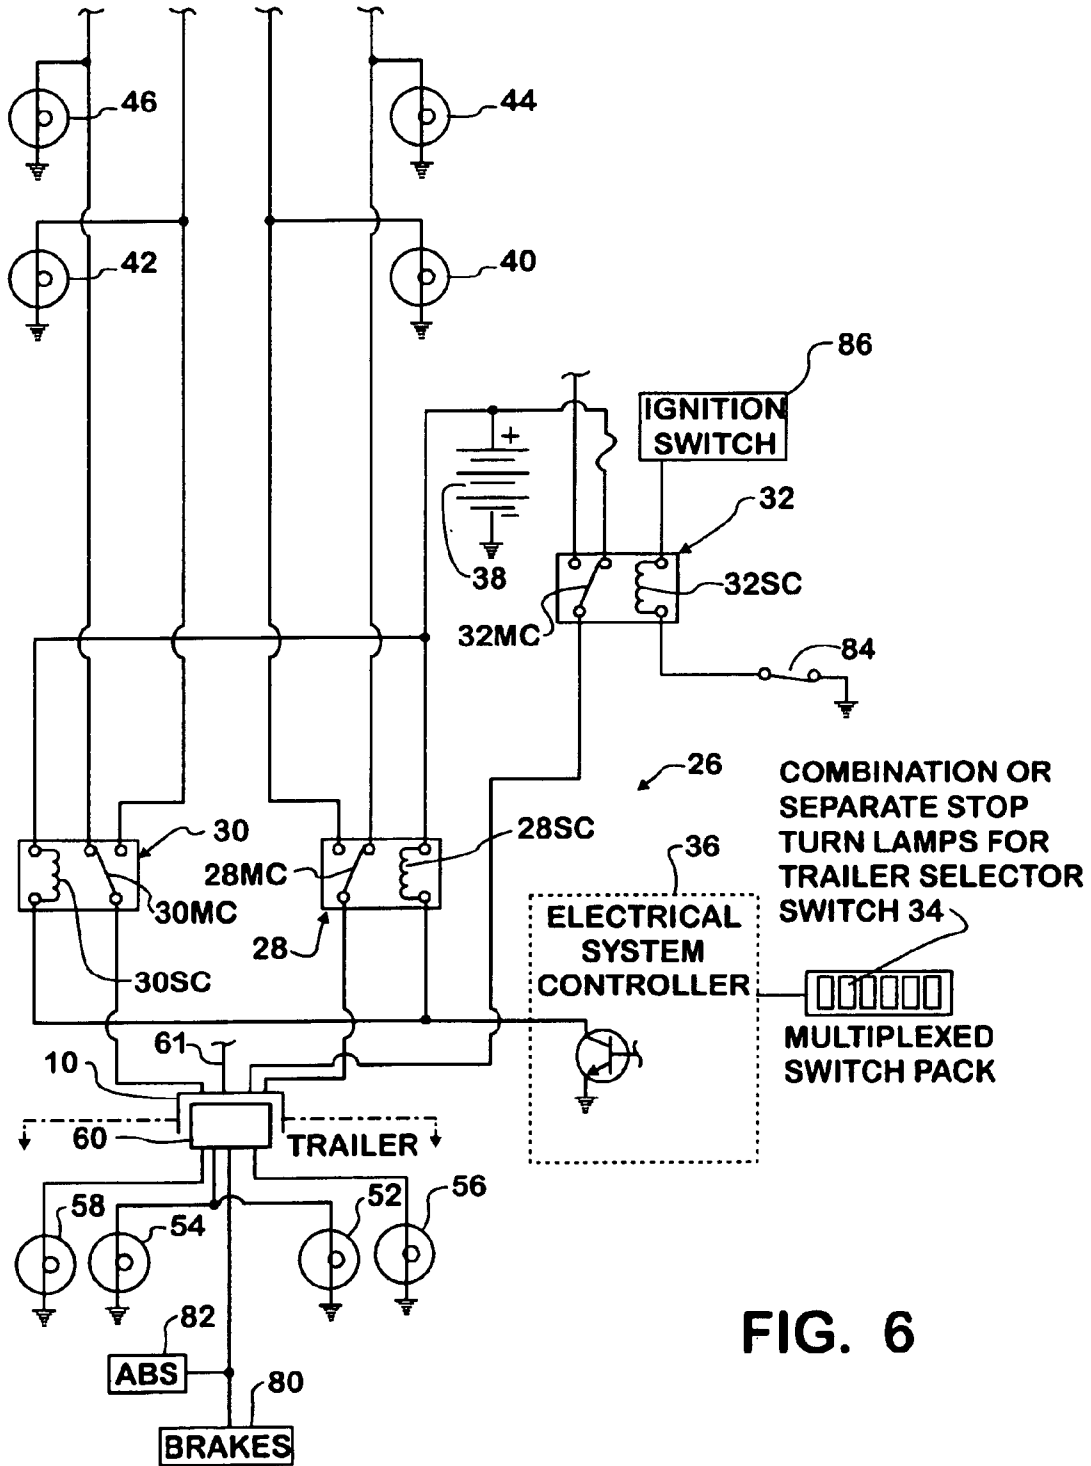 46
44
42
40
86
IGNITION
SWITCH
+
−
38
32
32SC
32MC
84
26
COMBINATION OR
SEPARATE STOP
TURN LAMPS FOR
TRAILER SELECTOR
SWITCH 34
30
28SC
28MC
30MC
36
28
30SC
ELECTRICAL
SYSTEM
CONTROLLER
MULTIPLEXED
SWITCH PACK
61
10
60
TRAILER
58
54
52
56
82
ABS
80
BRAKES
FIG. 6